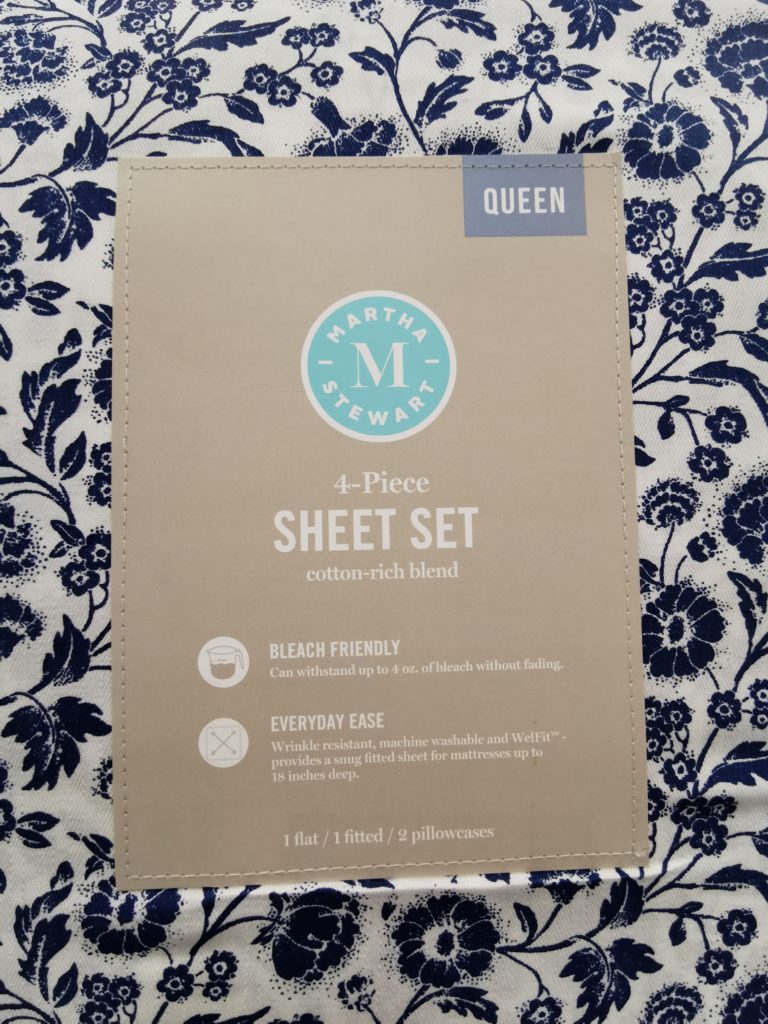 QUEEN
MARTHA
M
STEWART
4-Piece
SHEET SET
cotton-rich blend
BLEACH FRIENDLY
Can withstand up to 4 oz. of bleach without fading.
EVERYDAY EASE
Wrinkle resistant, machine washable and WelFit™ -
provides a snug fitted sheet for mattresses up to
18 inches deep.
1 flat / 1 fitted / 2 pillowcases